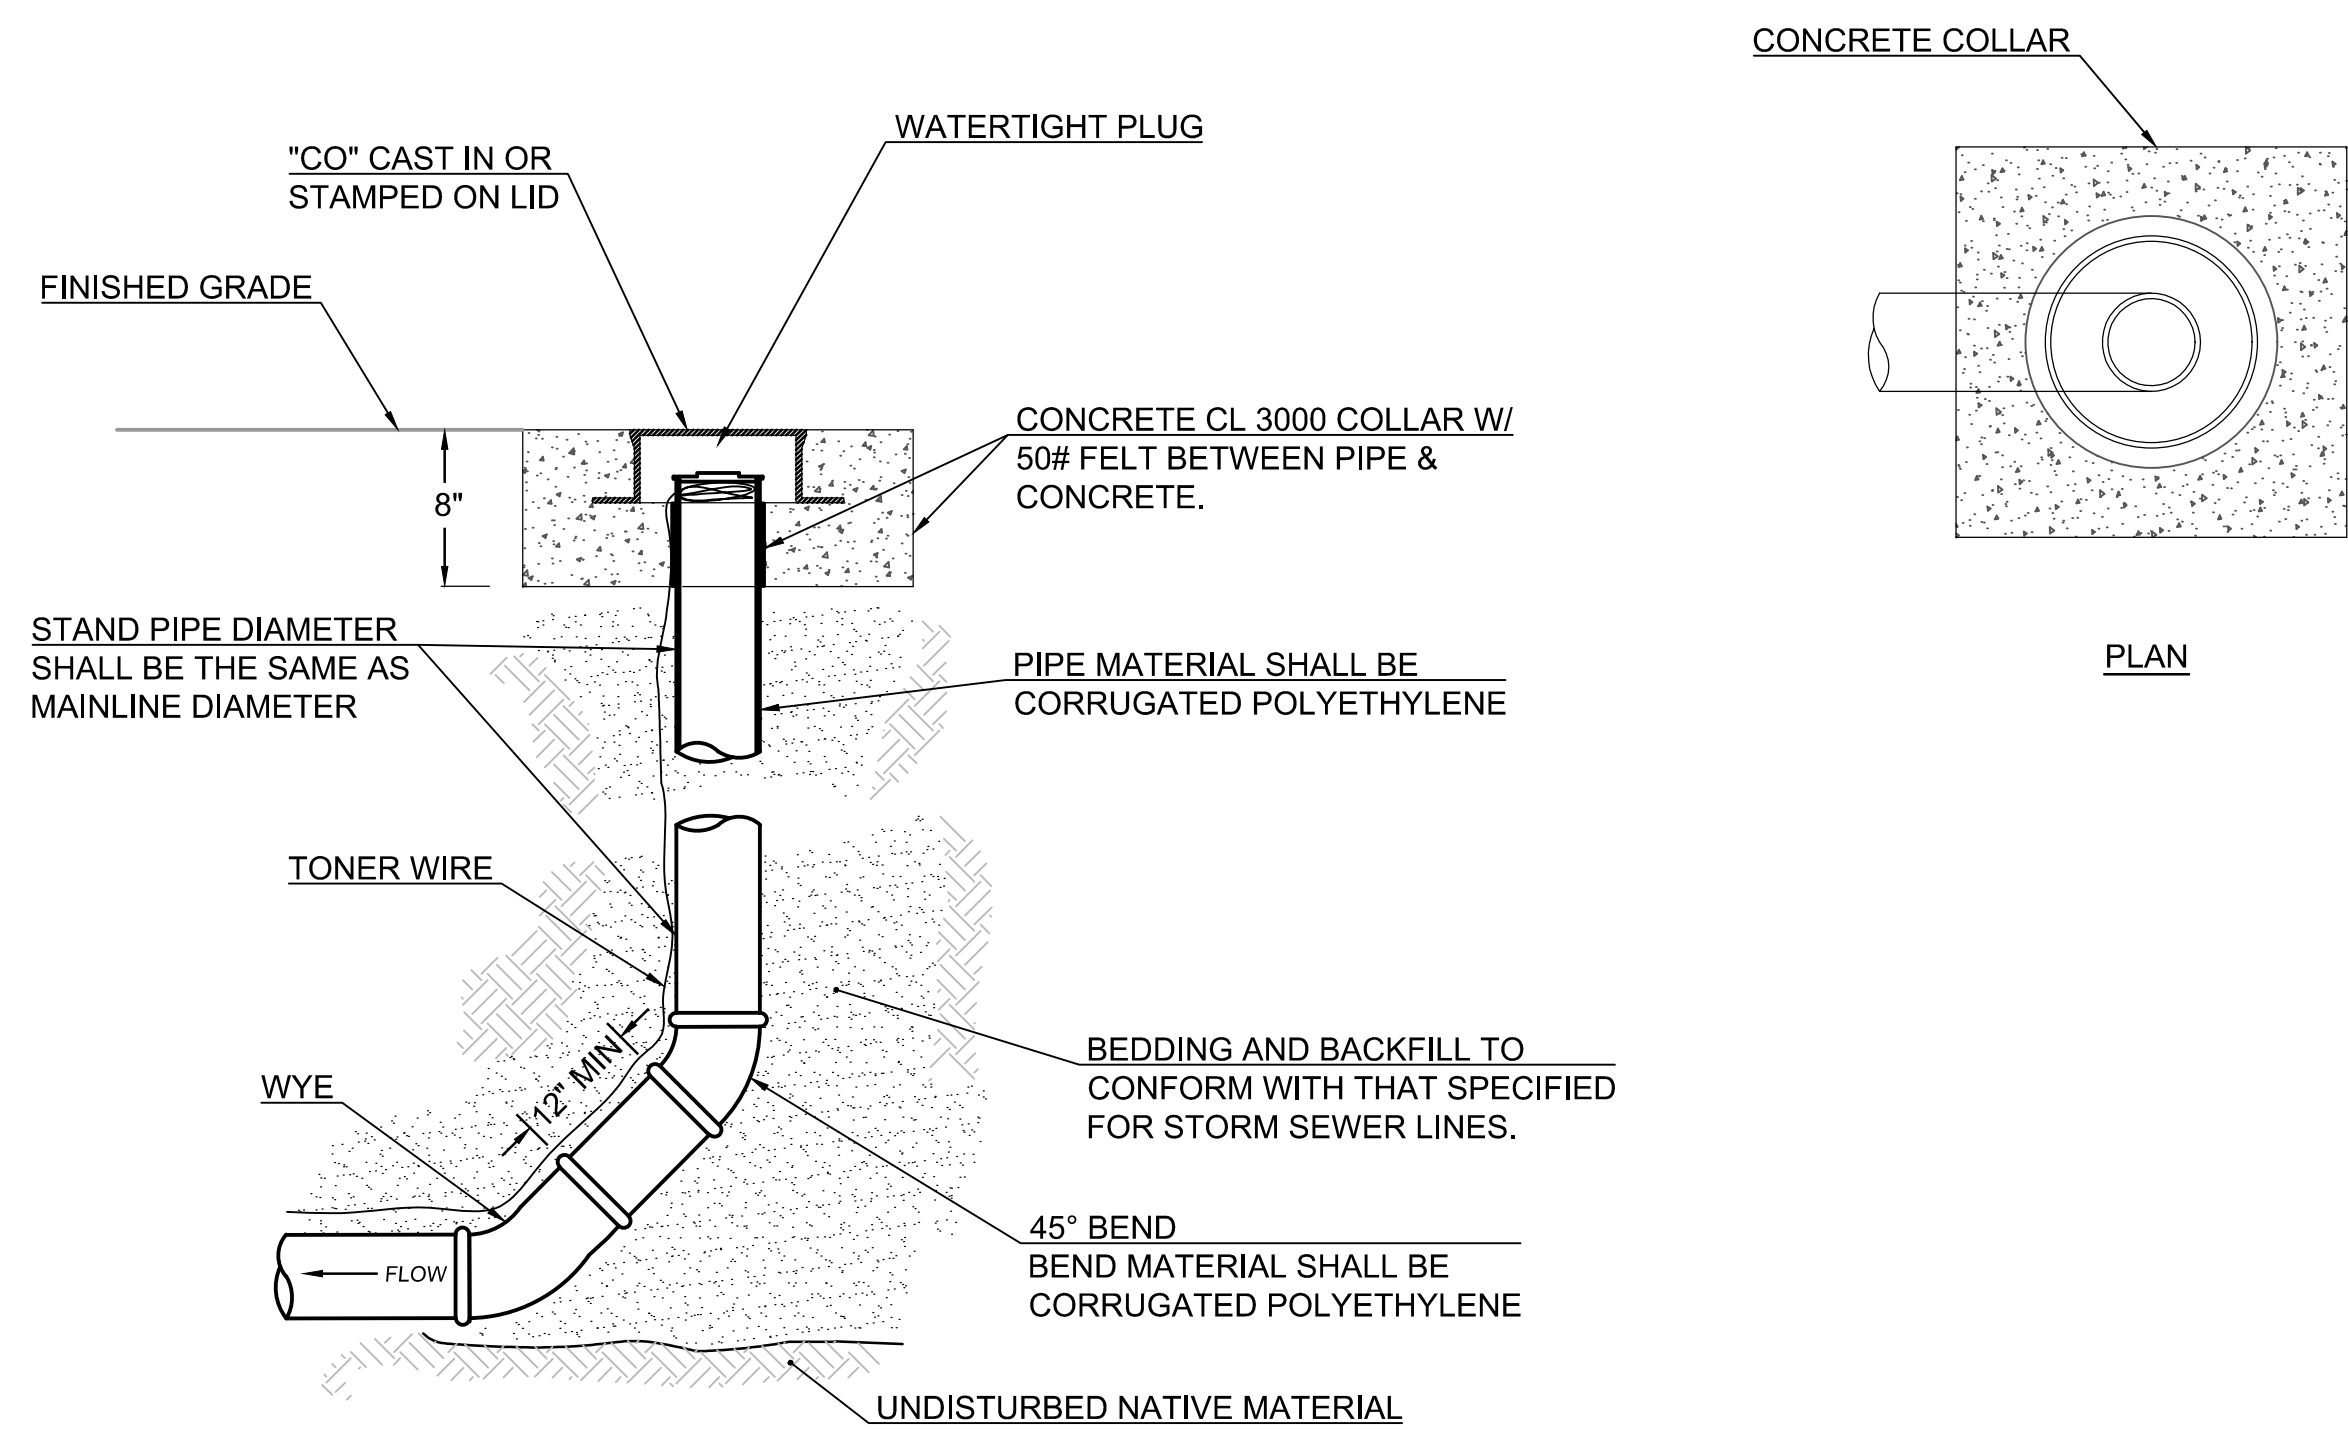 CONCRETE COLLAR
WATERTIGHT PLUG
"CO" CAST IN OR
STAMPED ON LID
FINISHED GRADE
CONCRETE CL 3000 COLLAR W/
50# FELT BETWEEN PIPE &
CONCRETE.
8"
STAND PIPE DIAMETER
SHALL BE THE SAME AS
MAINLINE DIAMETER
PIPE MATERIAL SHALL BE
CORRUGATED POLYETHYLENE
PLAN
TONER WIRE
12" MIN
WYE
BEDDING AND BACKFILL TO
CONFORM WITH THAT SPECIFIED
FOR STORM SEWER LINES.
45° BEND
BEND MATERIAL SHALL BE
CORRUGATED POLYETHYLENE
FLOW
UNDISTURBED NATIVE MATERIAL